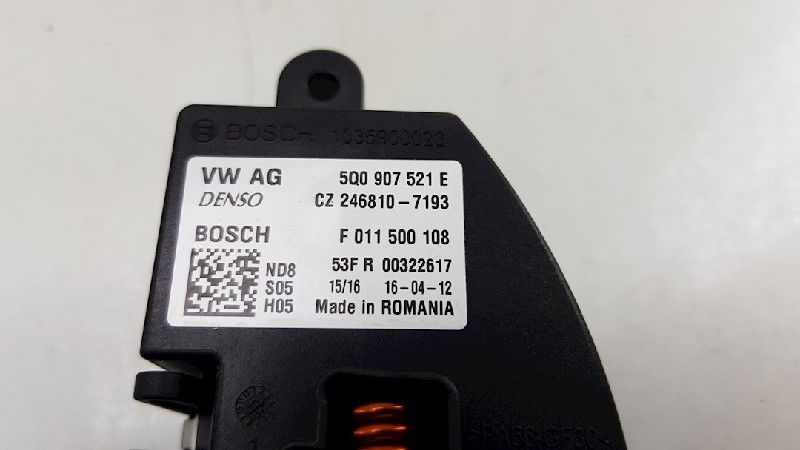 BOSCH 1035900023
VW AG 5Q0 907 521 E
DENSO CZ 246810-7193
BOSCH F 011 500 108
ND8 53F R 00322617
S05 15/16 16-04-12
H05 Made in ROMANIA